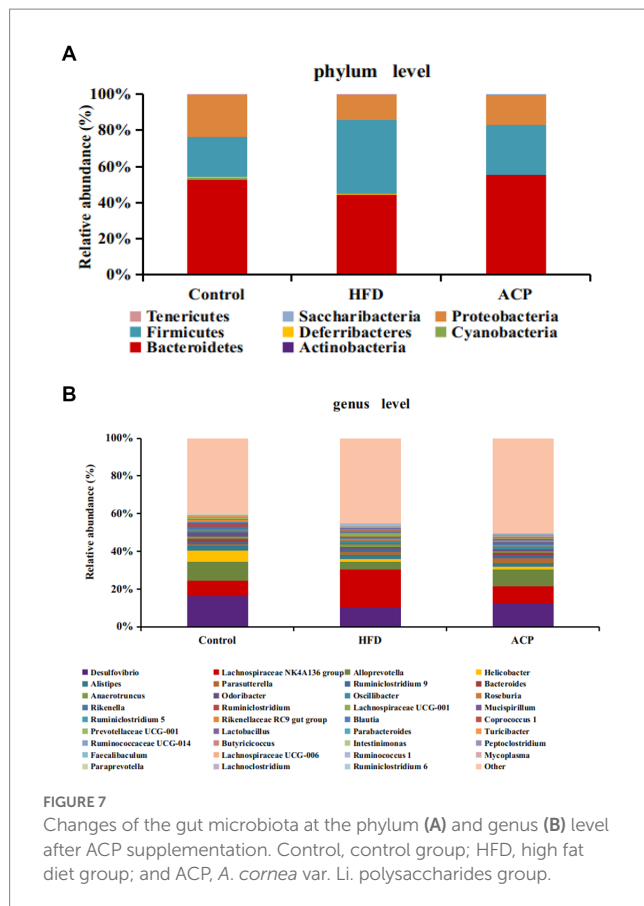 A
phylum level
100%
80%
60%
40%
20%
0%
Relative abundance (%)
Control HFD ACP
Tenericutes Saccharibacteria Proteobacteria
Firmicutes Deferribacteres Cyanobacteria
Bacteroidetes Actinobacteria
B
genus level
100%
80%
60%
40%
20%
0%
Relative abundance (%)
Control HFD ACP
Desulfovibrio Lachnospiraceae NK4A136 group Alloprevotella Helicobacter
Alistipes Parasutterella Ruminiclostridium 9 Bacteroides
Anaerotruncus Odoribacter Oscillibacter Roseburia
Rikenella Ruminiclostridium Lachnospiraceae UCG-001 Mucispirillum
Ruminiclostridium 5 Rikenellaceae RC9 gut group Blautia Coprococcus 1
Prevotellaceae UCG-001 Lactobacillus Parabacteroides Turicibacter
Ruminococcaceae UCG-014 Butyricicoccus Intestinimonas Peptoclostridium
Faecalibaculum Lachnospiraceae UCG-006 Ruminococcus 1 Mycoplasma
Paraprevotella Lachnoclostridium Ruminiclostridium 6 Other
FIGURE 7
Changes of the gut microbiota at the phylum (A) and genus (B) level
after ACP supplementation. Control, control group; HFD, high fat
diet group; and ACP, A. cornea var. Li. polysaccharides group.